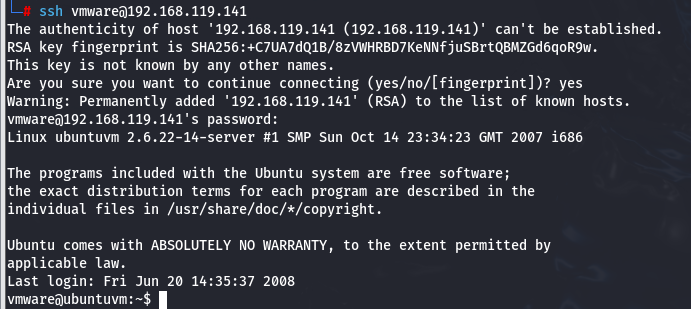 └─# ssh vmware@192.168.119.141
The authenticity of host '192.168.119.141 (192.168.119.141)' can't be established.
RSA key fingerprint is SHA256:+C7UA7dQ1B/8zVWHRBD7KeNNfjuSBrtQBMZGd6qoR9w.
This key is not known by any other names.
Are you sure you want to continue connecting (yes/no/[fingerprint])? yes
Warning: Permanently added '192.168.119.141' (RSA) to the list of known hosts.
vmware@192.168.119.141's password:
Linux ubuntuvm 2.6.22-14-server #1 SMP Sun Oct 14 23:34:23 GMT 2007 i686
The programs included with the Ubuntu system are free software;
the exact distribution terms for each program are described in the
individual files in /usr/share/doc/*/copyright.
Ubuntu comes with ABSOLUTELY NO WARRANTY, to the extent permitted by
applicable law.
Last login: Fri Jun 20 14:35:37 2008
vmware@ubuntuvm:~$